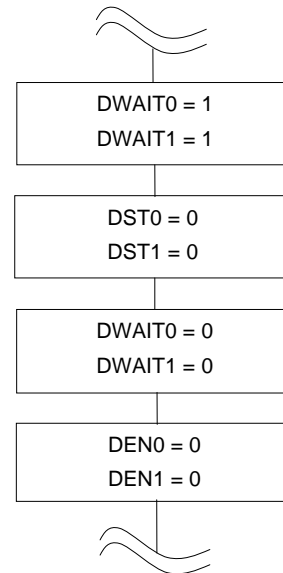 DWAIT0 = 1
DWAIT1 = 1
DST0 = 0
DST1 = 0
DWAIT0 = 0
DWAIT1 = 0
DEN0 = 0
DEN1 = 0